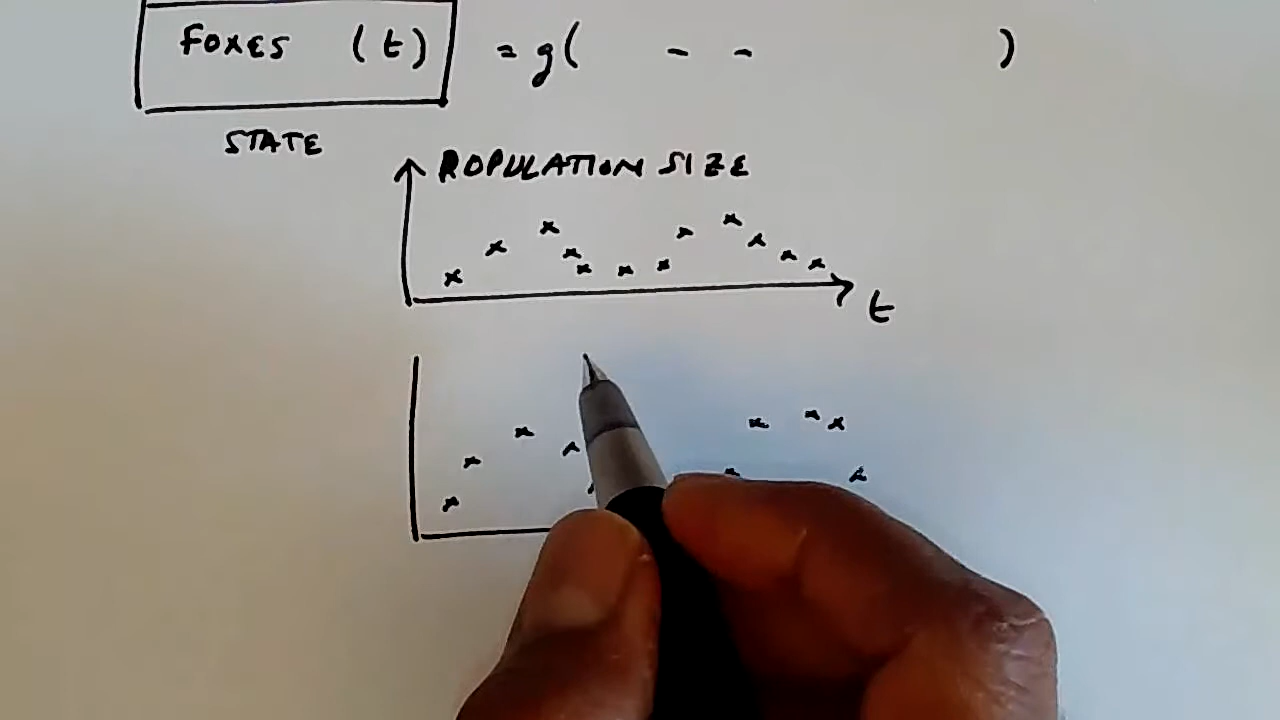 FOXES (t) = g( - - )
STATE
POPULATION SIZE
t